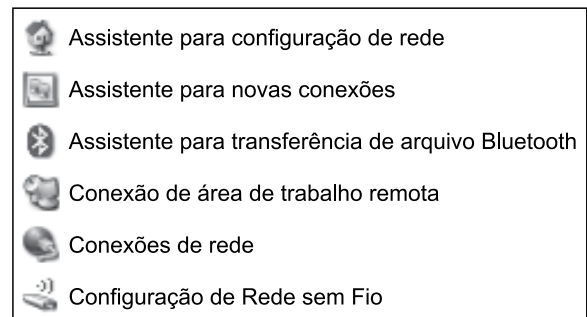 Assistente para configuração de rede
Assistente para novas conexões
Assistente para transferência de arquivo Bluetooth
Conexão de área de trabalho remota
Conexões de rede
Configuração de Rede sem Fio